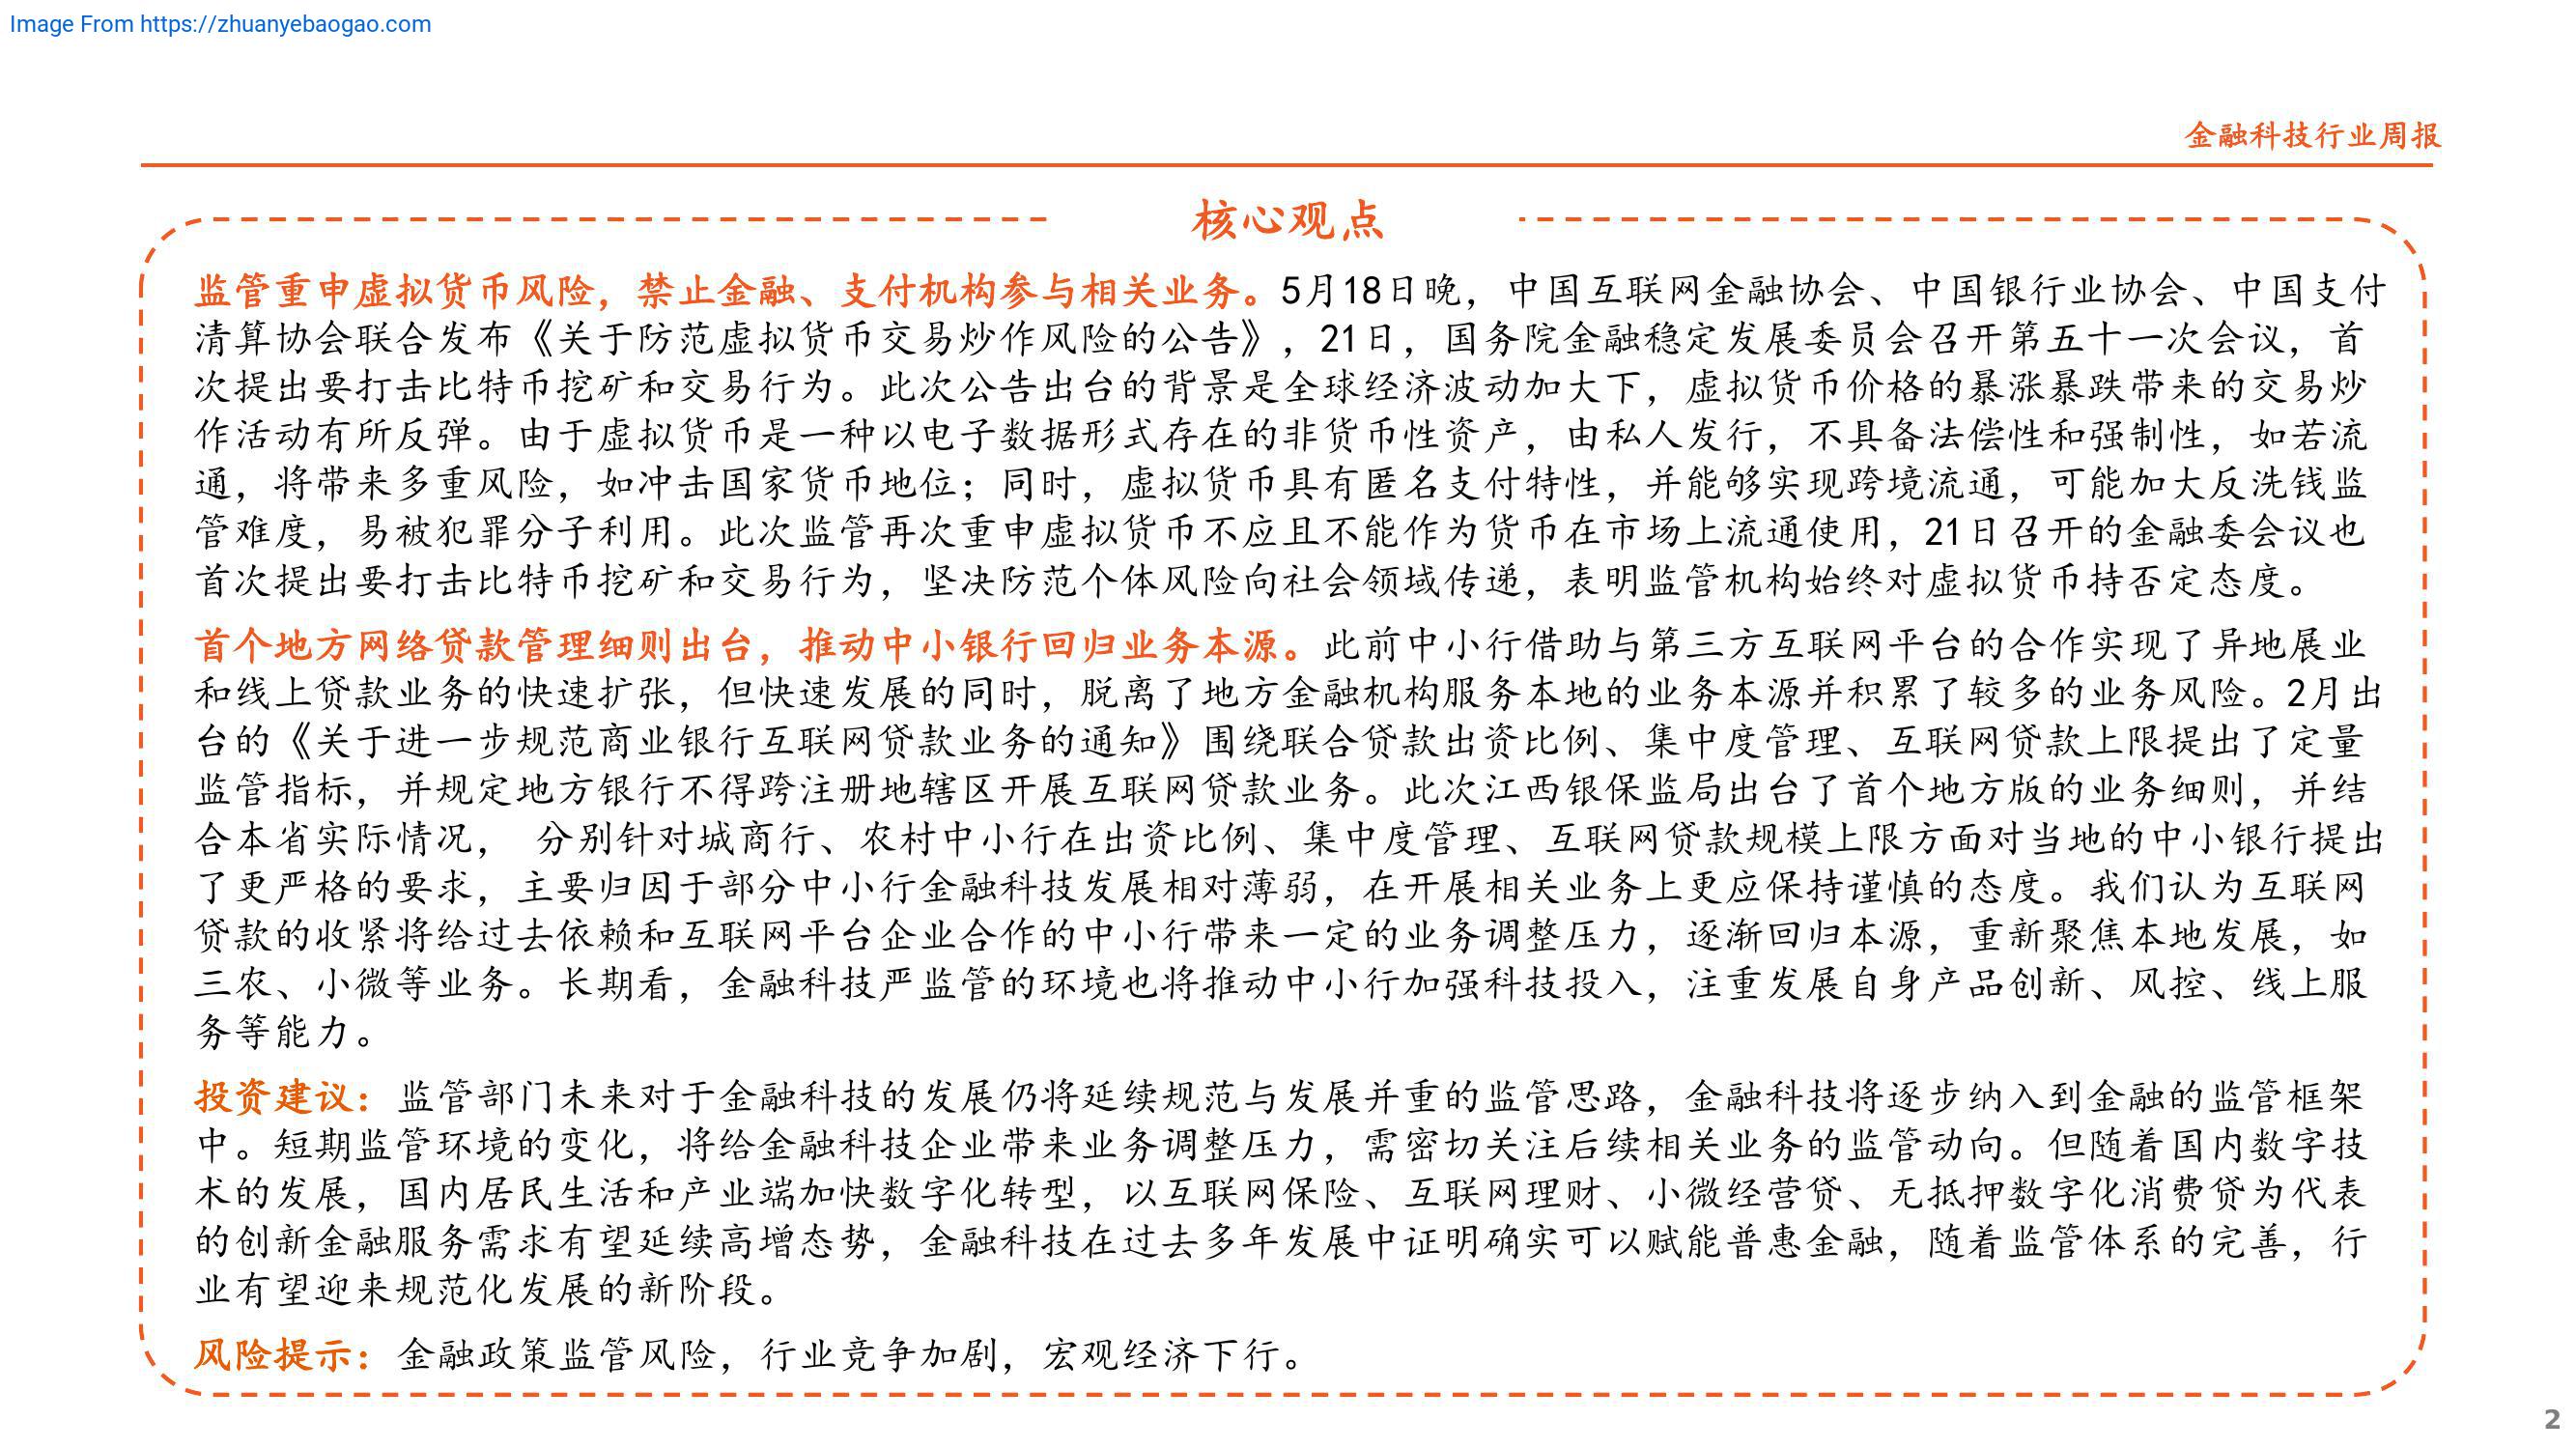 Image From https://zhuanyebaogao.com
金融科技行业周报
核心观点
监管重申虚拟货币风险，禁止金融、支付机构参与相关业务。5月18日晚，中国互联网金融协会、中国银行业协会、中国支付
清算协会联合发布《关于防范虚拟货币交易炒作风险的公告》，21日，国务院金融稳定发展委员会召开第五十一次会议，首
次提出要打击比特币挖矿和交易行为。此次公告出台的背景是全球经济波动加大下，虚拟货币价格的暴涨暴跌带来的交易炒
作活动有所反弹。由于虚拟货币是一种以电子数据形式存在的非货币性资产，由私人发行，不具备法偿性和强制性，如若流
通，将带来多重风险，如冲击国家货币地位；同时，虚拟货币具有匿名支付特性，并能够实现跨境流通，可能加大反洗钱监
管难度，易被犯罪分子利用。此次监管再次重申虚拟货币不应且不能作为货币在市场上流通使用，21日召开的金融委会议也
首次提出要打击比特币挖矿和交易行为，坚决防范个体风险向社会领域传递，表明监管机构始终对虚拟货币持否定态度。
首个地方网络贷款管理细则出台，推动中小银行回归业务本源。此前中小行借助与第三方互联网平台的合作实现了异地展业
和线上贷款业务的快速扩张，但快速发展的同时，脱离了地方金融机构服务本地的业务本源并积累了较多的业务风险。2月出
台的《关于进一步规范商业银行互联网贷款业务的通知》围绕联合贷款出资比例、集中度管理、互联网贷款上限提出了定量
监管指标，并规定地方银行不得跨注册地辖区开展互联网贷款业务。此次江西银保监局出台了首个地方版的业务细则，并结
合本省实际情况， 分别针对城商行、农村中小行在出资比例、集中度管理、互联网贷款规模上限方面对当地的中小银行提出
了更严格的要求，主要归因于部分中小行金融科技发展相对薄弱，在开展相关业务上更应保持谨慎的态度。我们认为互联网
贷款的收紧将给过去依赖和互联网平台企业合作的中小行带来一定的业务调整压力，逐渐回归本源，重新聚焦本地发展，如
三农、小微等业务。长期看，金融科技严监管的环境也将推动中小行加强科技投入，注重发展自身产品创新、风控、线上服
务等能力。
投资建议：监管部门未来对于金融科技的发展仍将延续规范与发展并重的监管思路，金融科技将逐步纳入到金融的监管框架
中。短期监管环境的变化，将给金融科技企业带来业务调整压力，需密切关注后续相关业务的监管动向。但随着国内数字技
术的发展，国内居民生活和产业端加快数字化转型，以互联网保险、互联网理财、小微经营贷、无抵押数字化消费贷为代表
的创新金融服务需求有望延续高增态势，金融科技在过去多年发展中证明确实可以赋能普惠金融，随着监管体系的完善，行
业有望迎来规范化发展的新阶段。
风险提示：金融政策监管风险，行业竞争加剧，宏观经济下行。
2